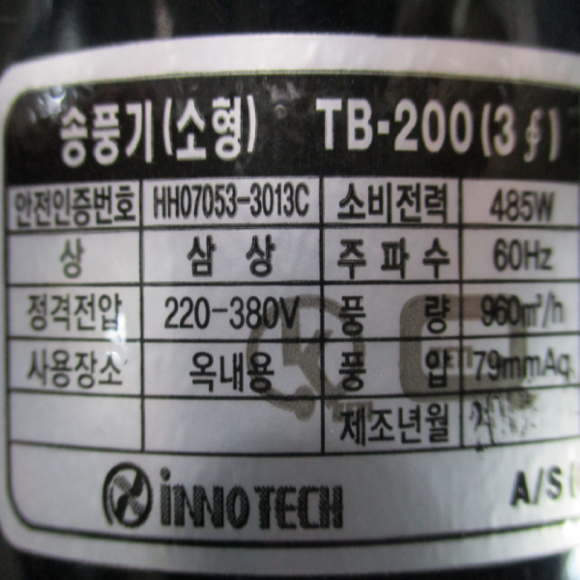 송풍기(소형) TB-200(3∮)
안전인증번호 HH07053-3013C 소비전력 485W
상 삼상 주파수 60Hz
정격전압 220-380V 풍량 960㎥/h
사용장소 옥내용 풍압 79mmAq.
제조년월
INNOTECH A/S(